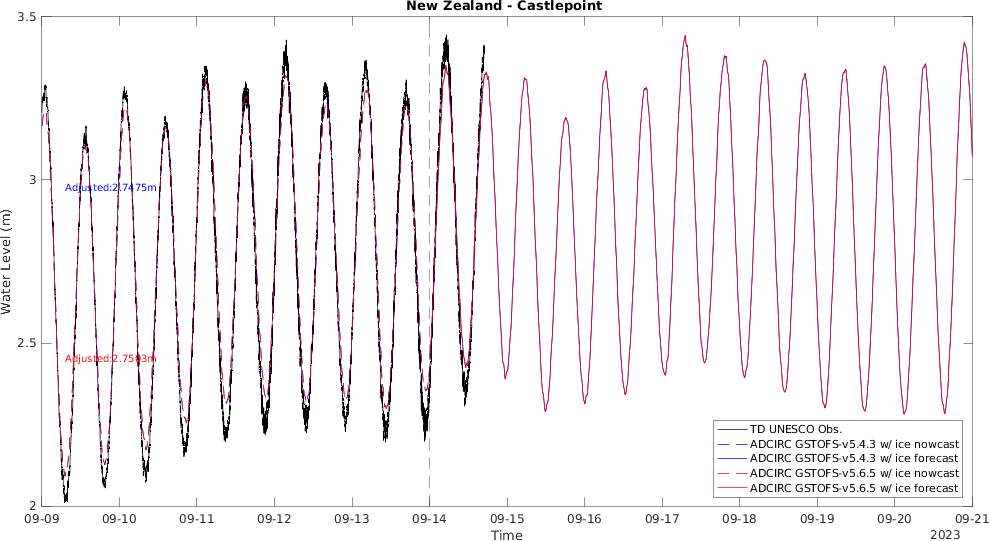 New Zealand - Castlepoint
3.5
3
2.5
2
Water Level (m)
Adjusted:2.7475m
Adjusted:2.7503m
TD UNESCO Obs.
ADCIRC GSTOFS-v5.4.3 w/ ice nowcast
ADCIRC GSTOFS-v5.4.3 w/ ice forecast
ADCIRC GSTOFS-v5.6.5 w/ ice nowcast
ADCIRC GSTOFS-v5.6.5 w/ ice forecast
09-09 09-10 09-11 09-12 09-13 09-14 09-15 09-16 09-17 09-18 09-19 09-20 09-21
Time
2023